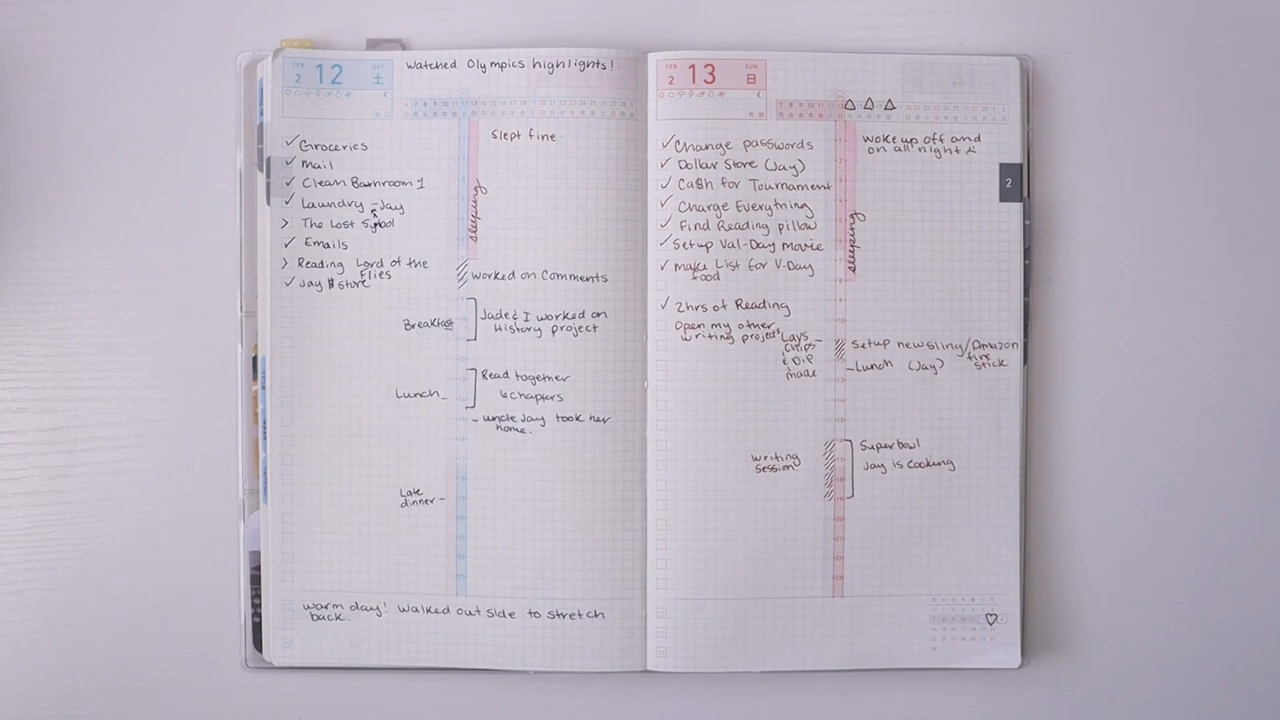 FEB
2
12
SAT
土
Watched Olympics highlights!
Slept fine.
✓ Groceries
✓ mail
✓ Clean Bathroom 1
✓ Laundry - Jay
> The Lost Symbol
✓ Emails
> Reading Lord of the
Flies
✓ Jay $ store
sleeping
Worked on Comments
Breakfast
Jade & I worked on
History project
Lunch
Read together
6 chapters
uncle Jay took her
home.
Late
dinner
warm day! Walked out side to stretch
back.
FEB
2
13
SUN
日
woke up off and
on all night
✓ Change passwords
✓ Dollar Store (Jay)
✓ Ca$h for Tournament
✓ Charge Everything
✓ Find Reading pillow
✓ Setup Val-Day movie
✓ make List for V-Day
food
✓ 2hrs of Reading
Open my other
writing projects
sleeping
Lays
Chips
& Dip
made
Setup new sling/Amazon
fire
stick
Lunch (Jay)
Writing
session
Superbowl
Jay is cooking
2